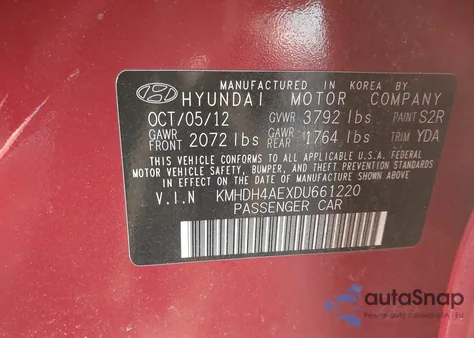 MANUFACTURED IN KOREA BY
HYUNDAI MOTOR COMPANY
OCT/05/12 GVWR 3792 lbs PAINT S2R
GAWR FRONT 2072 lbs GAWR REAR 1764 lbs TRIM YDA
THIS VEHICLE CONFORMS TO ALL APPLICABLE U.S.A. FEDERAL
MOTOR VEHICLE SAFETY, BUMPER, AND THEFT PREVENTION STANDARDS
IN EFFECT ON THE DATE OF MANUFACTURE SHOWN ABOVE.
V.I.N KMHDH4AEXDU661220
PASSENGER CAR
autaSnap